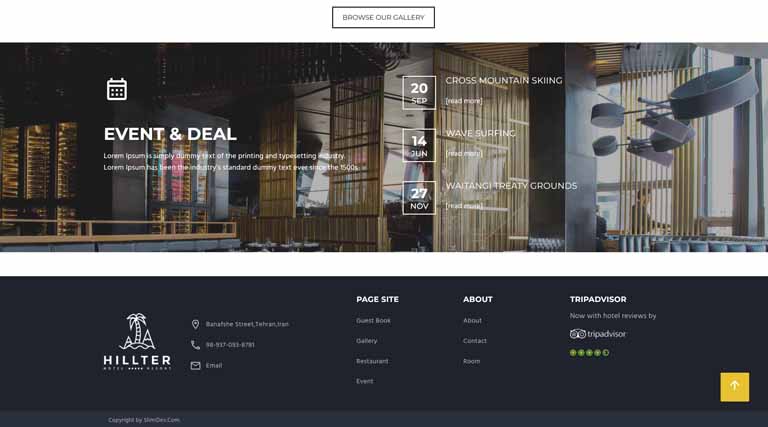 BROWSE OUR GALLERY
EVENT & DEAL
Lorem Ipsum is simply dummy text of the printing and typesetting industry.
Lorem Ipsum has been the industry's standard dummy text ever since the 1500s
20
SEP
CROSS MOUNTAIN SKIING
[read more]
14
JUN
WAVE SURFING
[read more]
27
NOV
WAITANGI TREATY GROUNDS
[read more]
HILLTER
HOTEL ★★★★★ RESORT
Banafshe Street,Tehran,Iran
98-937-093-8781
Email
PAGE SITE
Guest Book
Gallery
Restaurant
Event
ABOUT
About
Contact
Room
TRIPADVISOR
Now with hotel reviews by
tripadvisor
Copyright by SlimDev.Com.